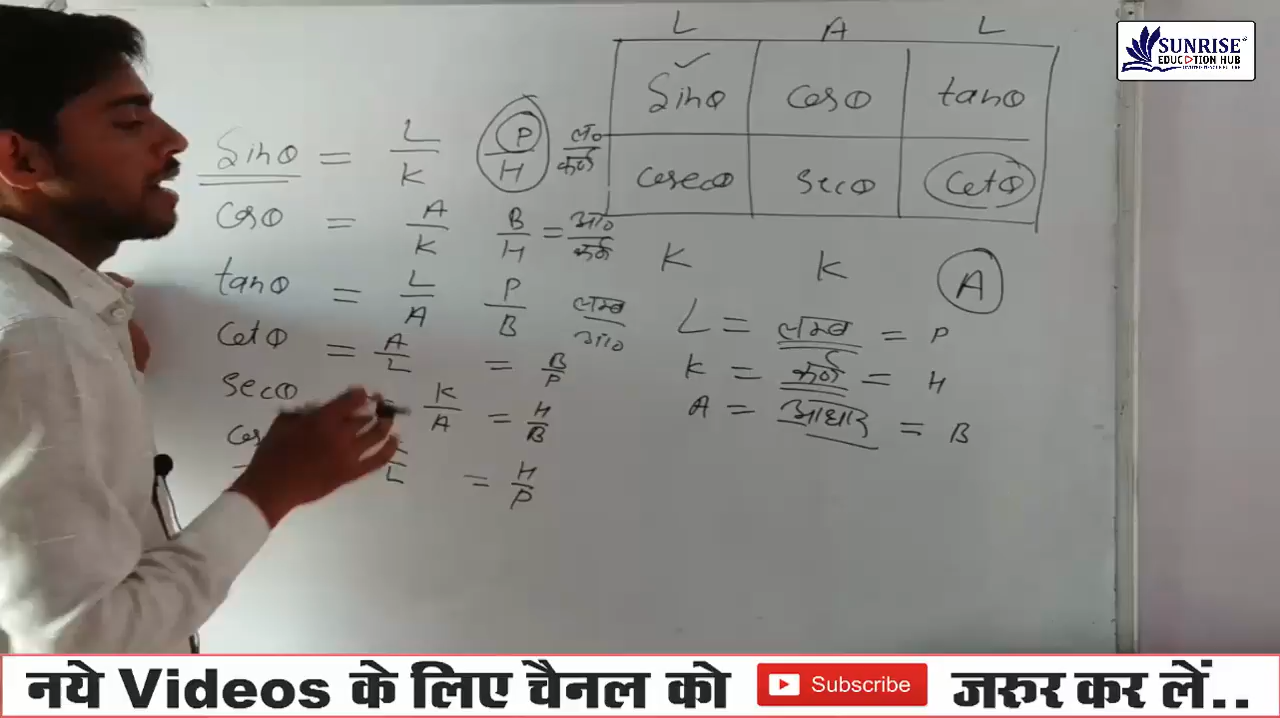 L A L
sinθ cosθ tanθ
cosecθ secθ cotθ
K K A
sinθ = L/K P/H ल०/कर्ण
cosθ = A/K B/H = आ०/कर्ण
tanθ = L/A P/B लम्ब/आ०
cotθ = A/L = B/P
secθ K/A = H/B
L = H/P
L = लम्ब = P
K = कर्ण = H
A = आधार = B
SUNRISE
EDUCATION HUB
नये Videos के लिए चैनल को Subscribe जरुर कर लें..